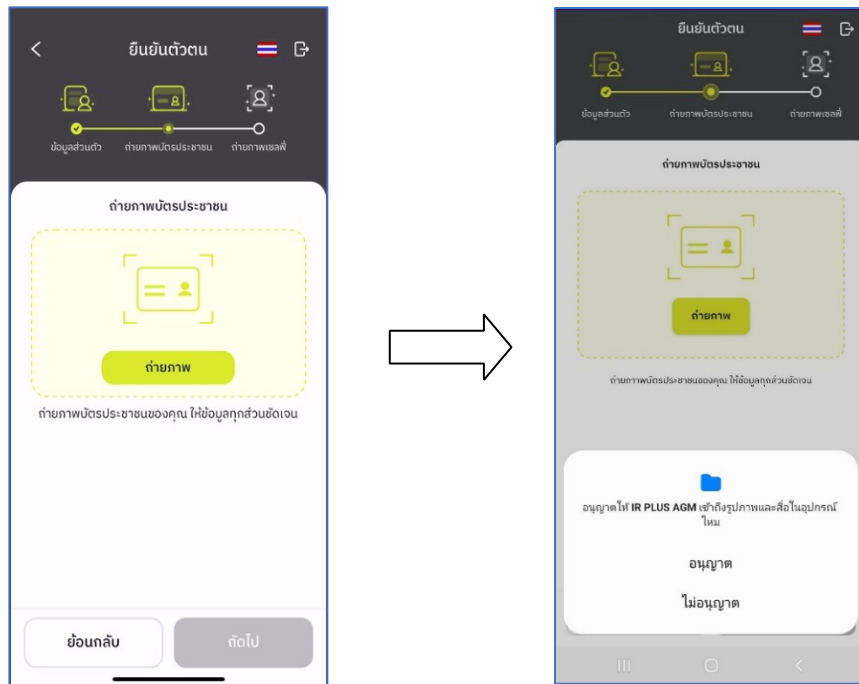 ยืนยันตัวตน
ข้อมูลส่วนตัว
ถ่ายภาพบัตรประชาชน
ถ่ายภาพเซลฟี่
ถ่ายภาพบัตรประชาชน
ถ่ายภาพ
ถ่ายภาพบัตรประชาชนของคุณ ให้ข้อมูลทุกส่วนชัดเจน
ย้อนกลับ
ถัดไป
ยืนยันตัวตน
ข้อมูลส่วนตัว
ถ่ายภาพบัตรประชาชน
ถ่ายภาพเซลฟี่
ถ่ายภาพบัตรประชาชน
ถ่ายภาพ
ถ่ายภาพบัตรประชาชนของคุณ ให้ข้อมูลทุกส่วนชัดเจน
อนุญาตให้ IR PLUS AGM เข้าถึงรูปภาพและสื่อในอุปกรณ์
ไหม
อนุญาต
ไม่อนุญาต